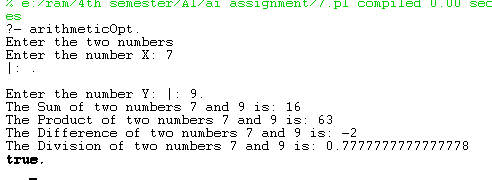 % e:/ram/4th semester/AI/ai assignment/7.pl compiled 0.00 sec
es
?- arithmeticOpt.
Enter the two numbers
Enter the number X: 7
|: .
Enter the number Y: |: 9.
The Sum of two numbers 7 and 9 is: 16
The Product of two numbers 7 and 9 is: 63
The Difference of two numbers 7 and 9 is: -2
The Division of two numbers 7 and 9 is: 0.7777777777777778
true.